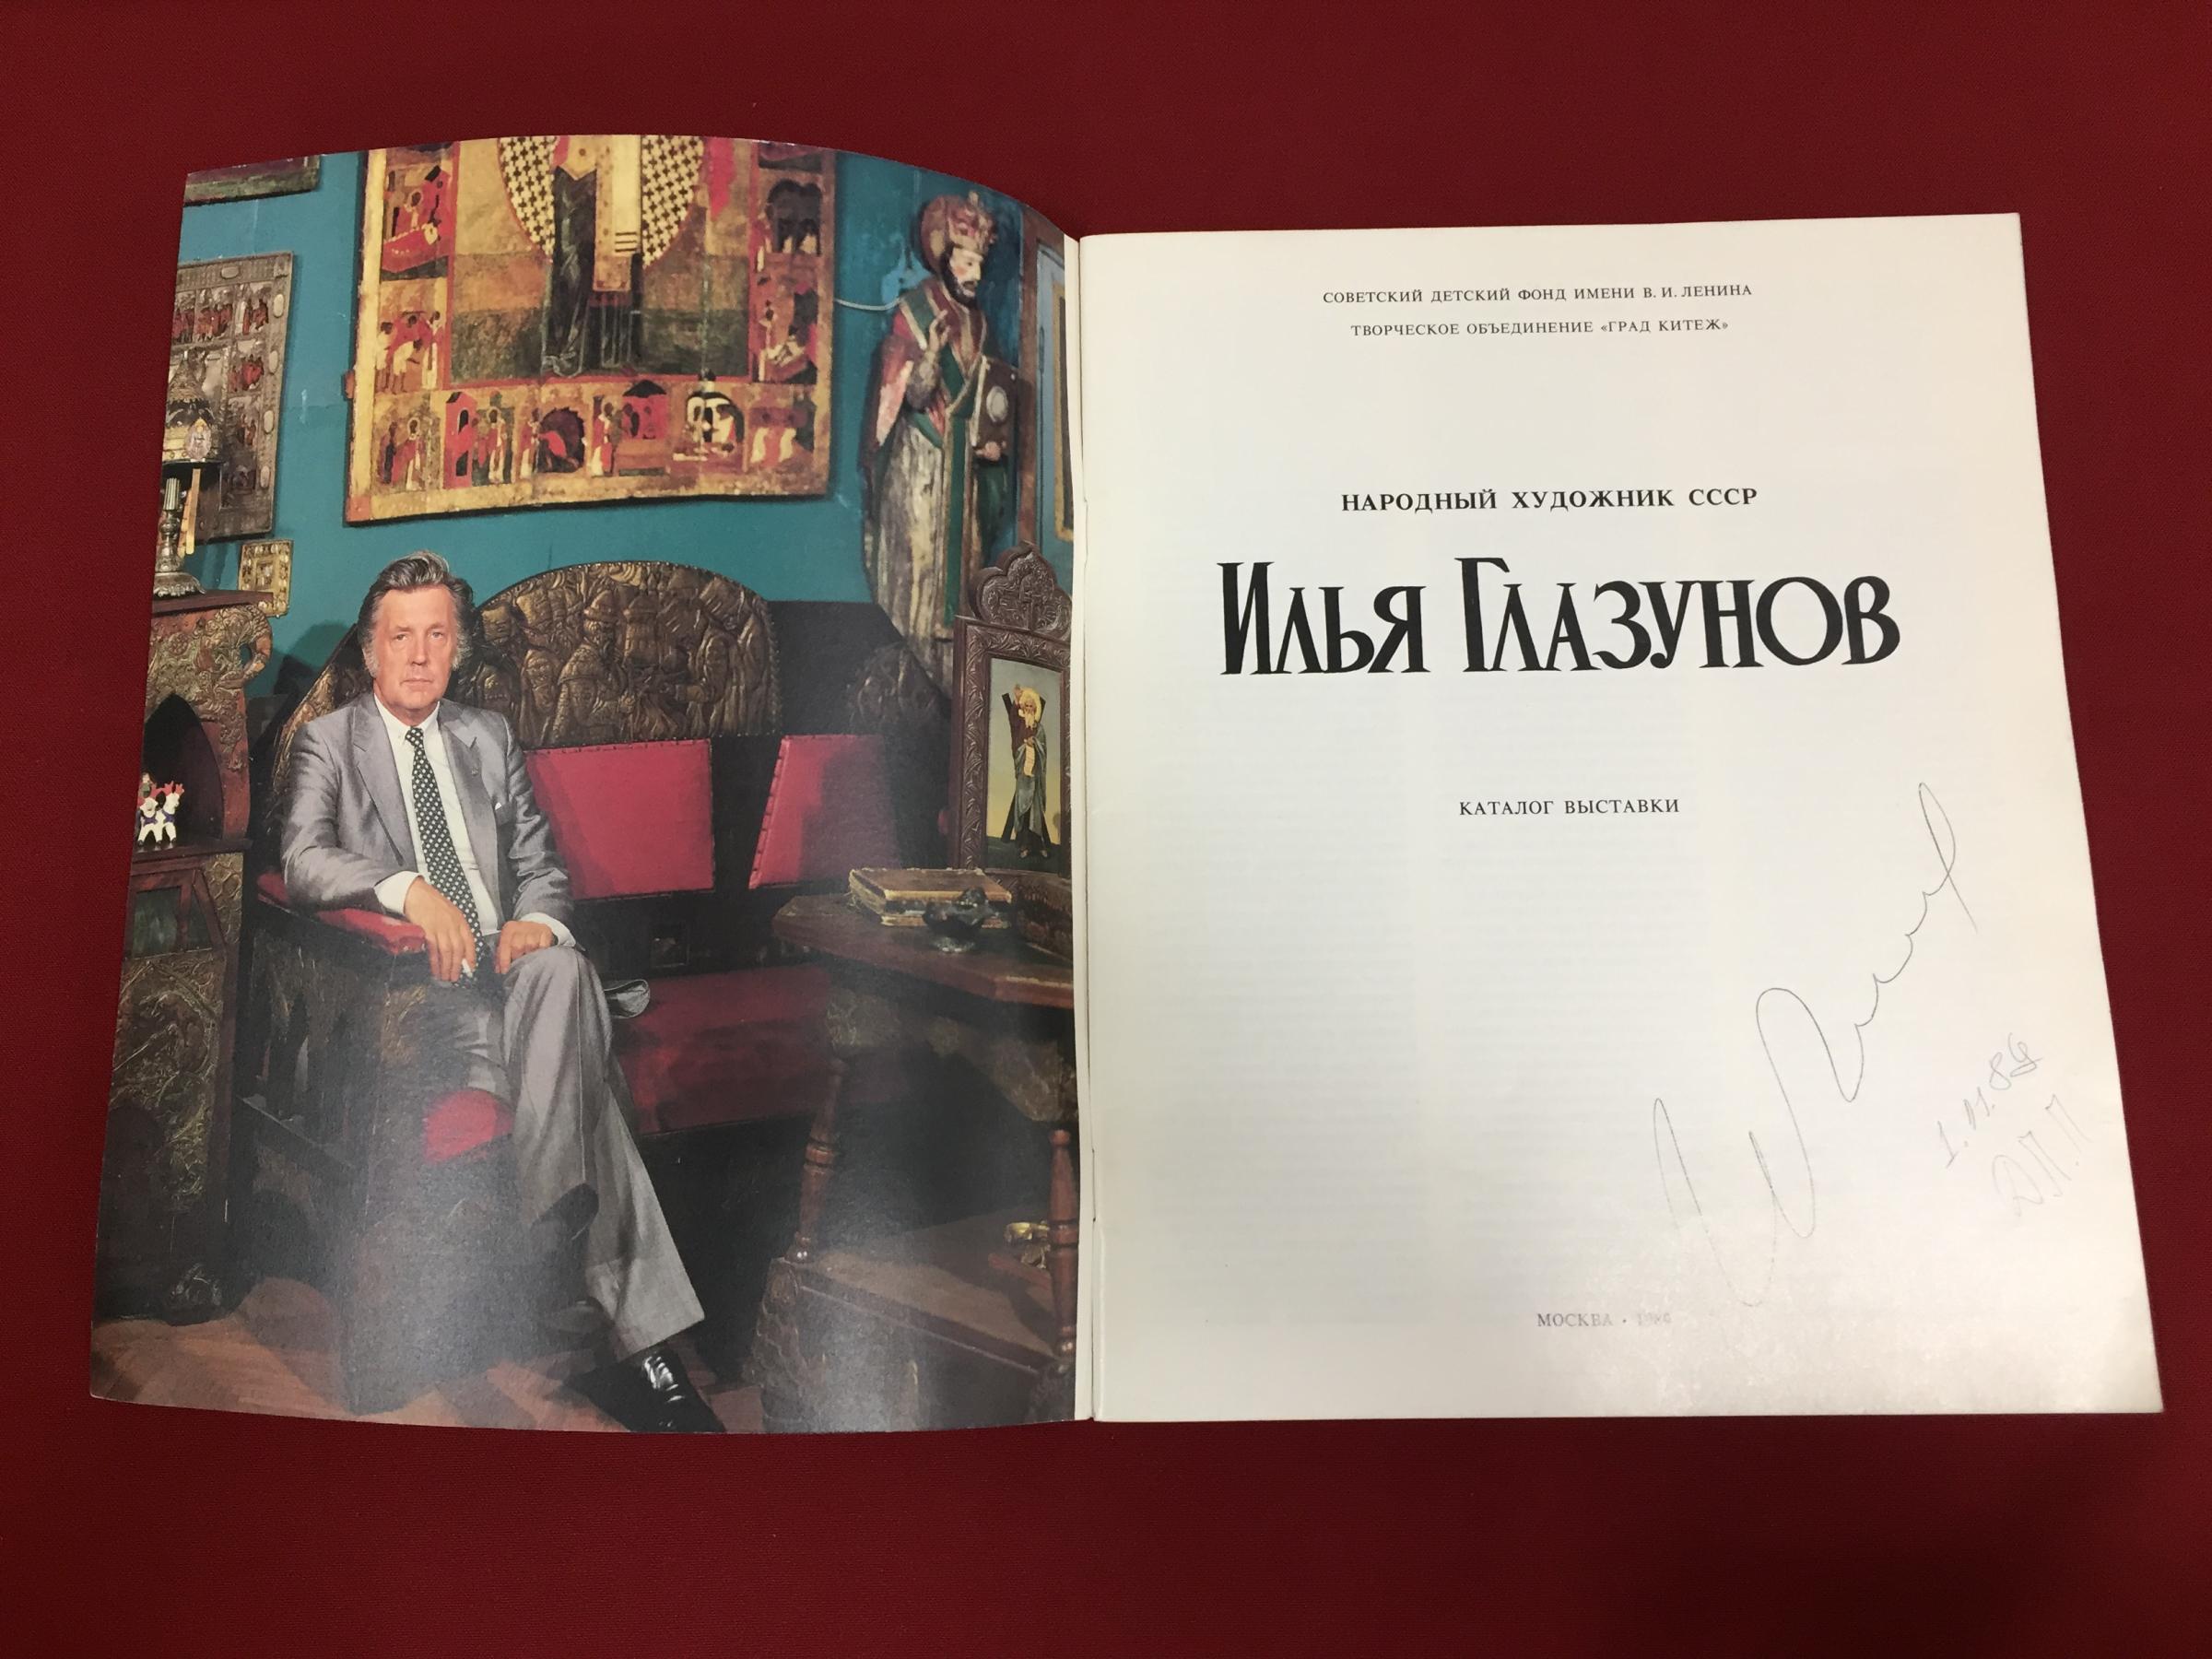 СОВЕТСКИЙ ДЕТСКИЙ ФОНД ИМЕНИ В. И. ЛЕНИНА
ТВОРЧЕСКОЕ ОБЪЕДИНЕНИЕ «ГРАД КИТЕЖ»
НАРОДНЫЙ ХУДОЖНИК СССР
ИЛЬЯ ГЛАЗУНОВ
КАТАЛОГ ВЫСТАВКИ
МОСКВА ·